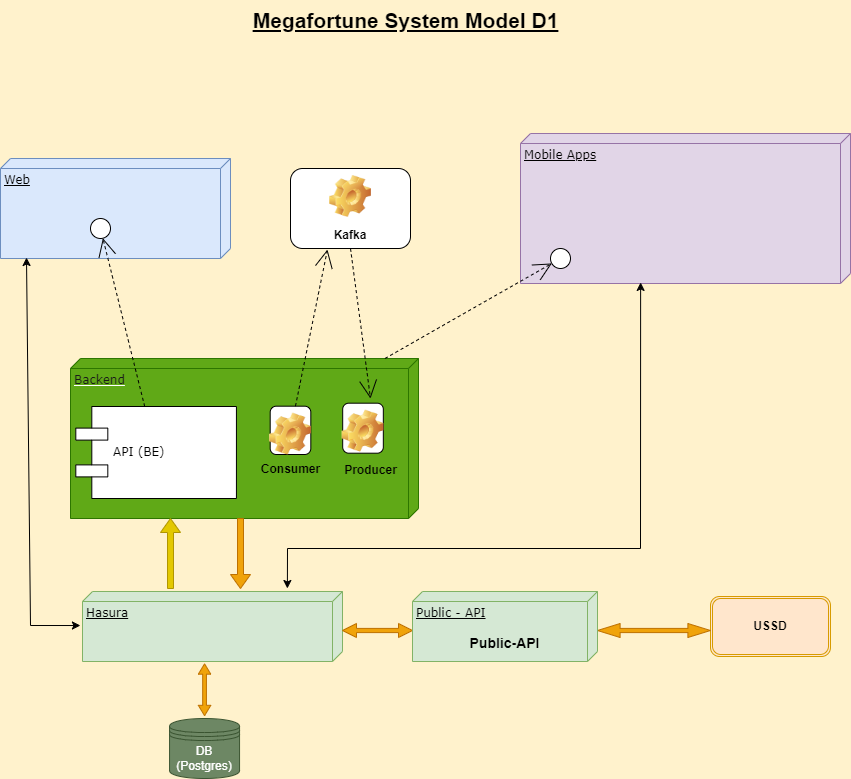 Megafortune System Model D1
Web
Kafka
Mobile Apps
Backend
API (BE)
Consumer
Producer
Hasura
Public - API
Public-API
USSD
DB
(Postgres)